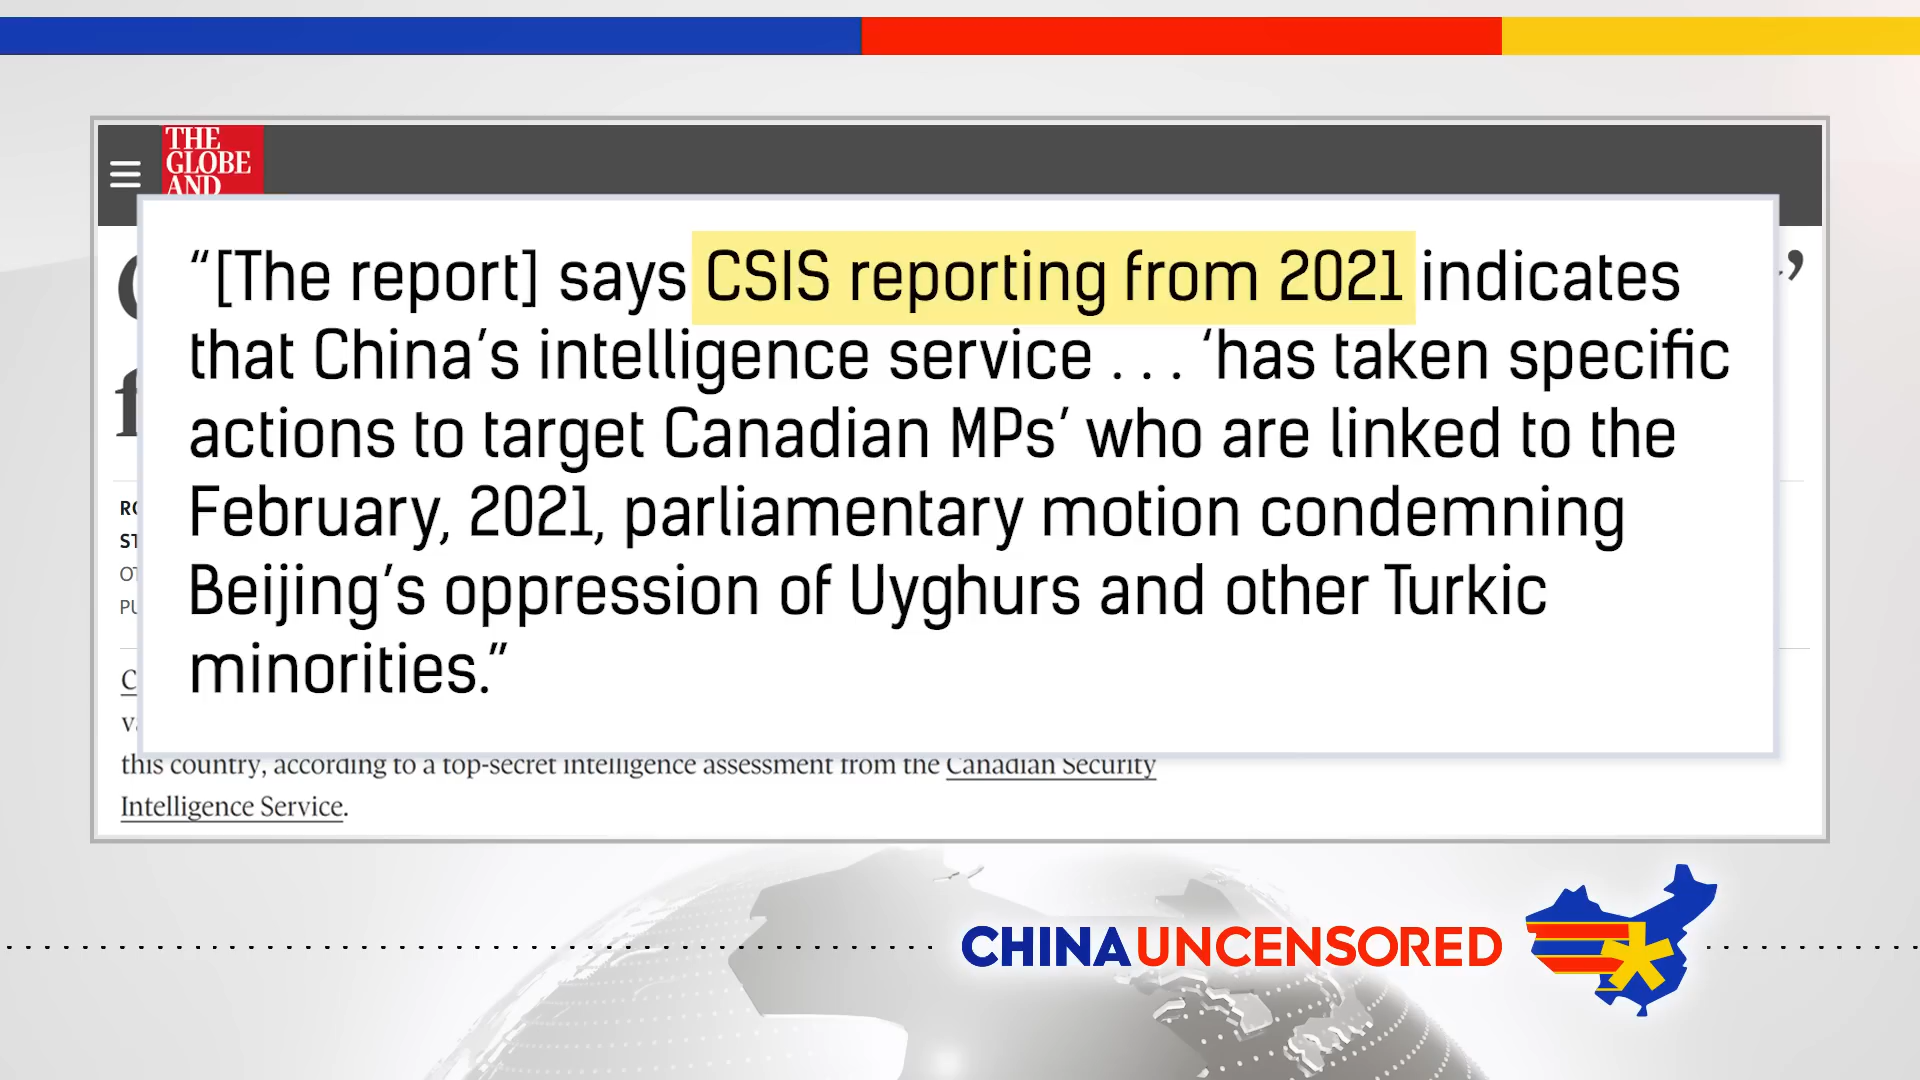 THE
GLOBE
AND
“[The report] says CSIS reporting from 2021 indicates
that China’s intelligence service . . . ‘has taken specific
actions to target Canadian MPs’ who are linked to the
February, 2021, parliamentary motion condemning
Beijing’s oppression of Uyghurs and other Turkic
minorities.”
this country, according to a top-secret intelligence assessment from the Canadian Security
Intelligence Service.
CHINA UNCENSORED